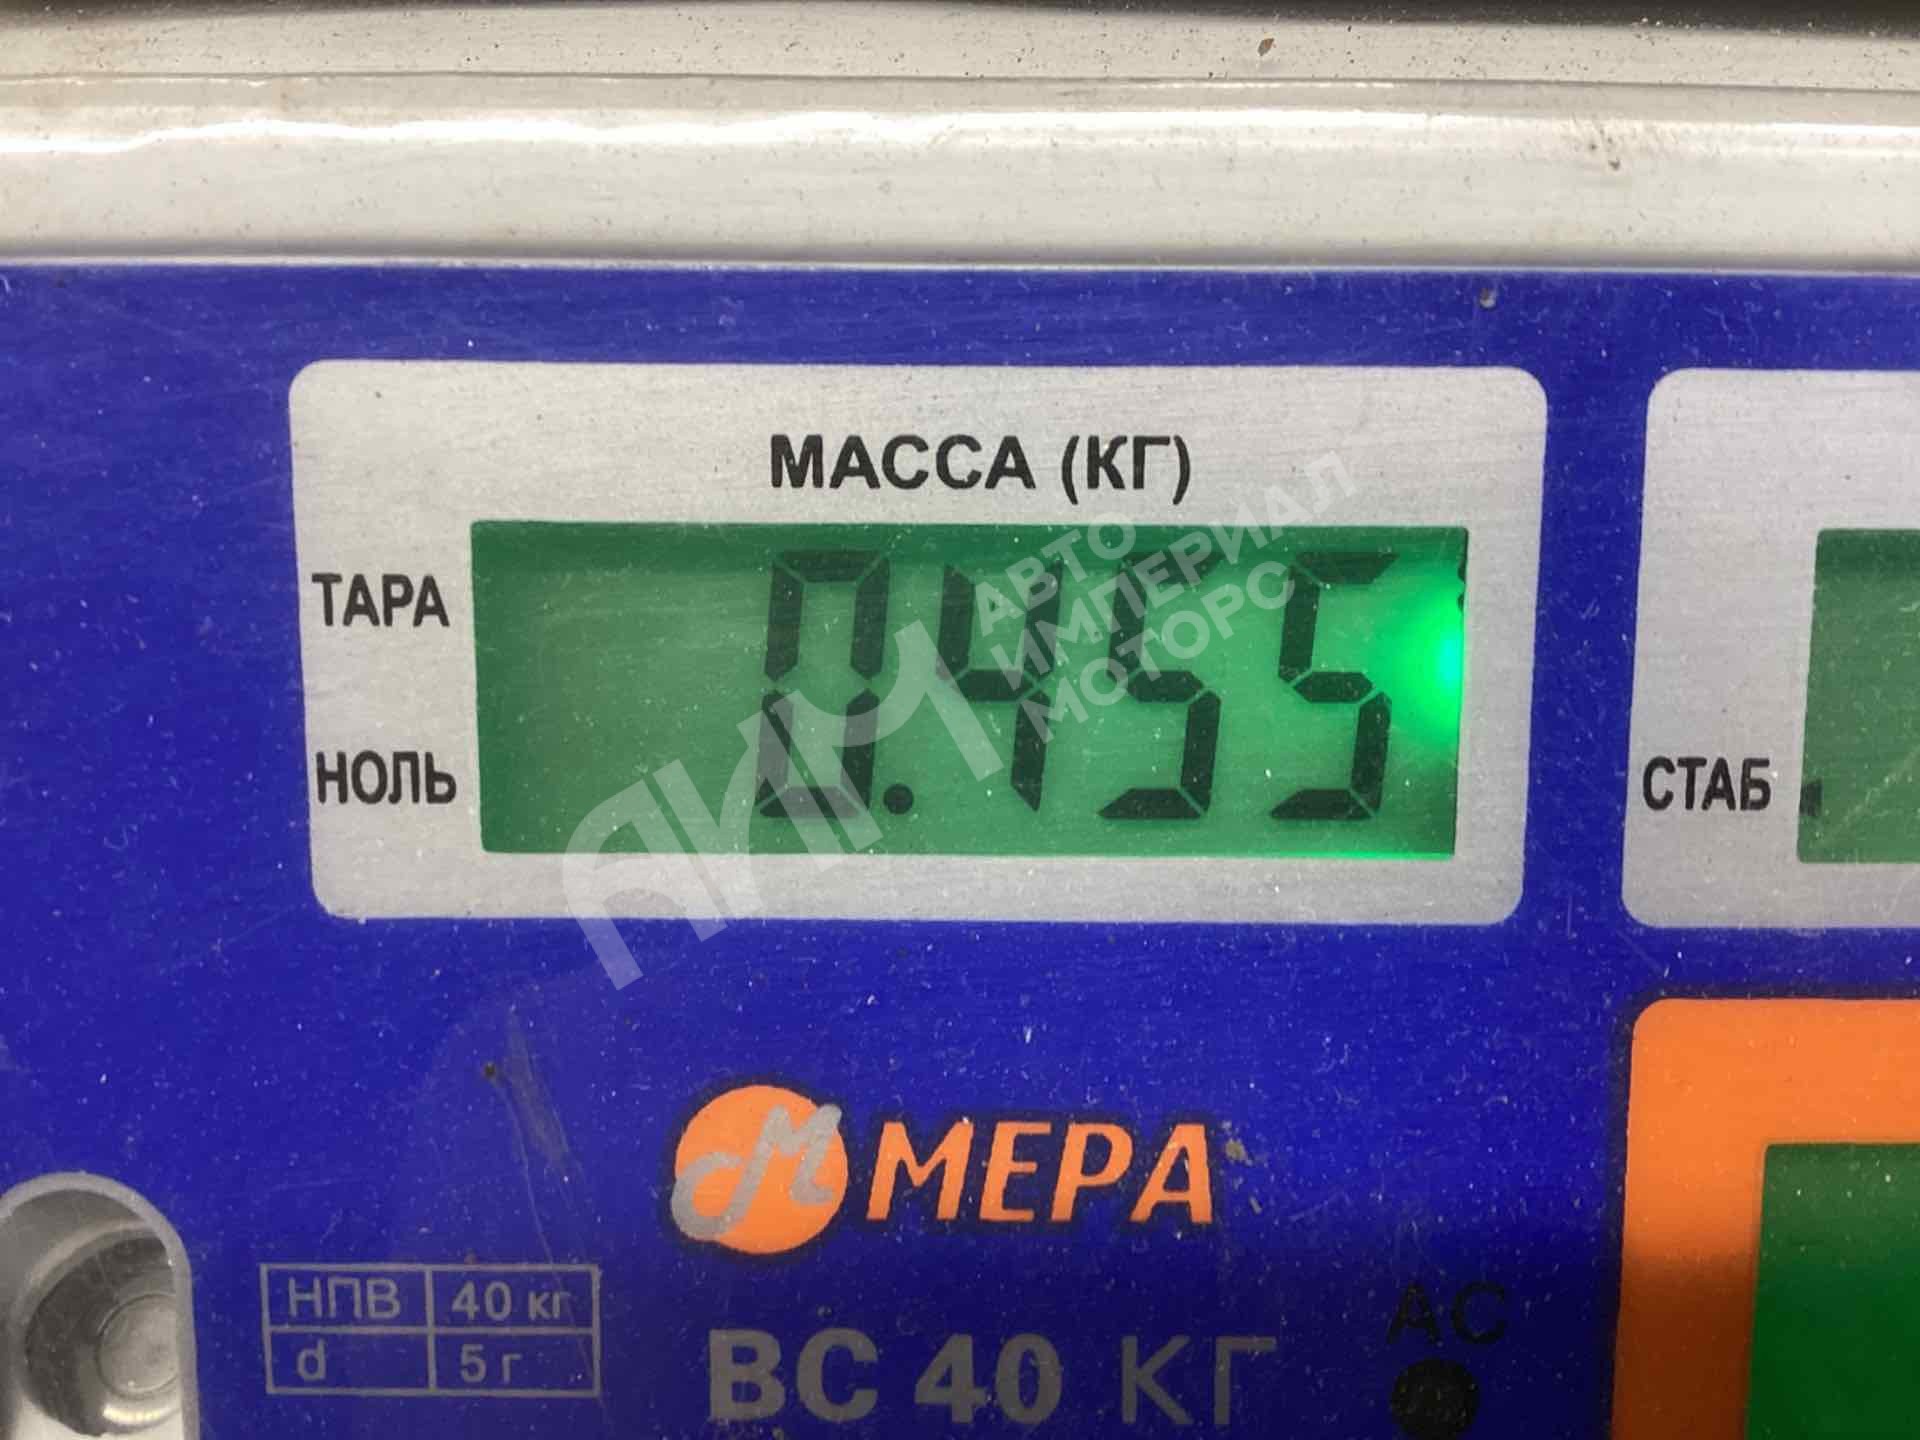 МАССА (КГ)
ТАРА
0.455
НОЛЬ
СТАБ
АВТО
ИМПЕРИАЛ
МОТОРС
АИМ
М МЕРА
НПВ 40 кг
d 5 г
ВС 40 КГ
АС